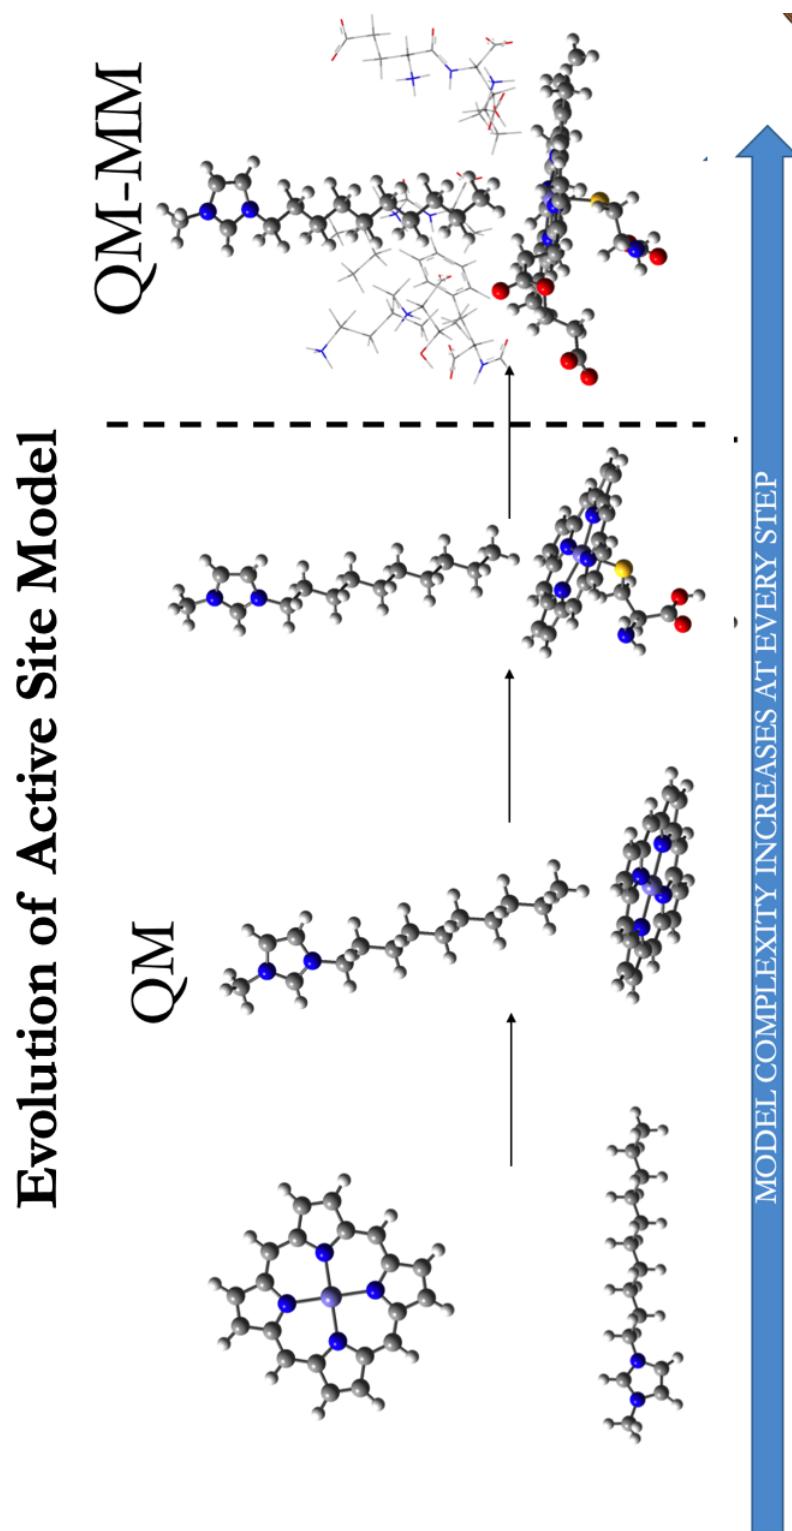 Evolution of Active Site Model
QM
QM-MM
MODEL COMPLEXITY INCREASES AT EVERY STEP